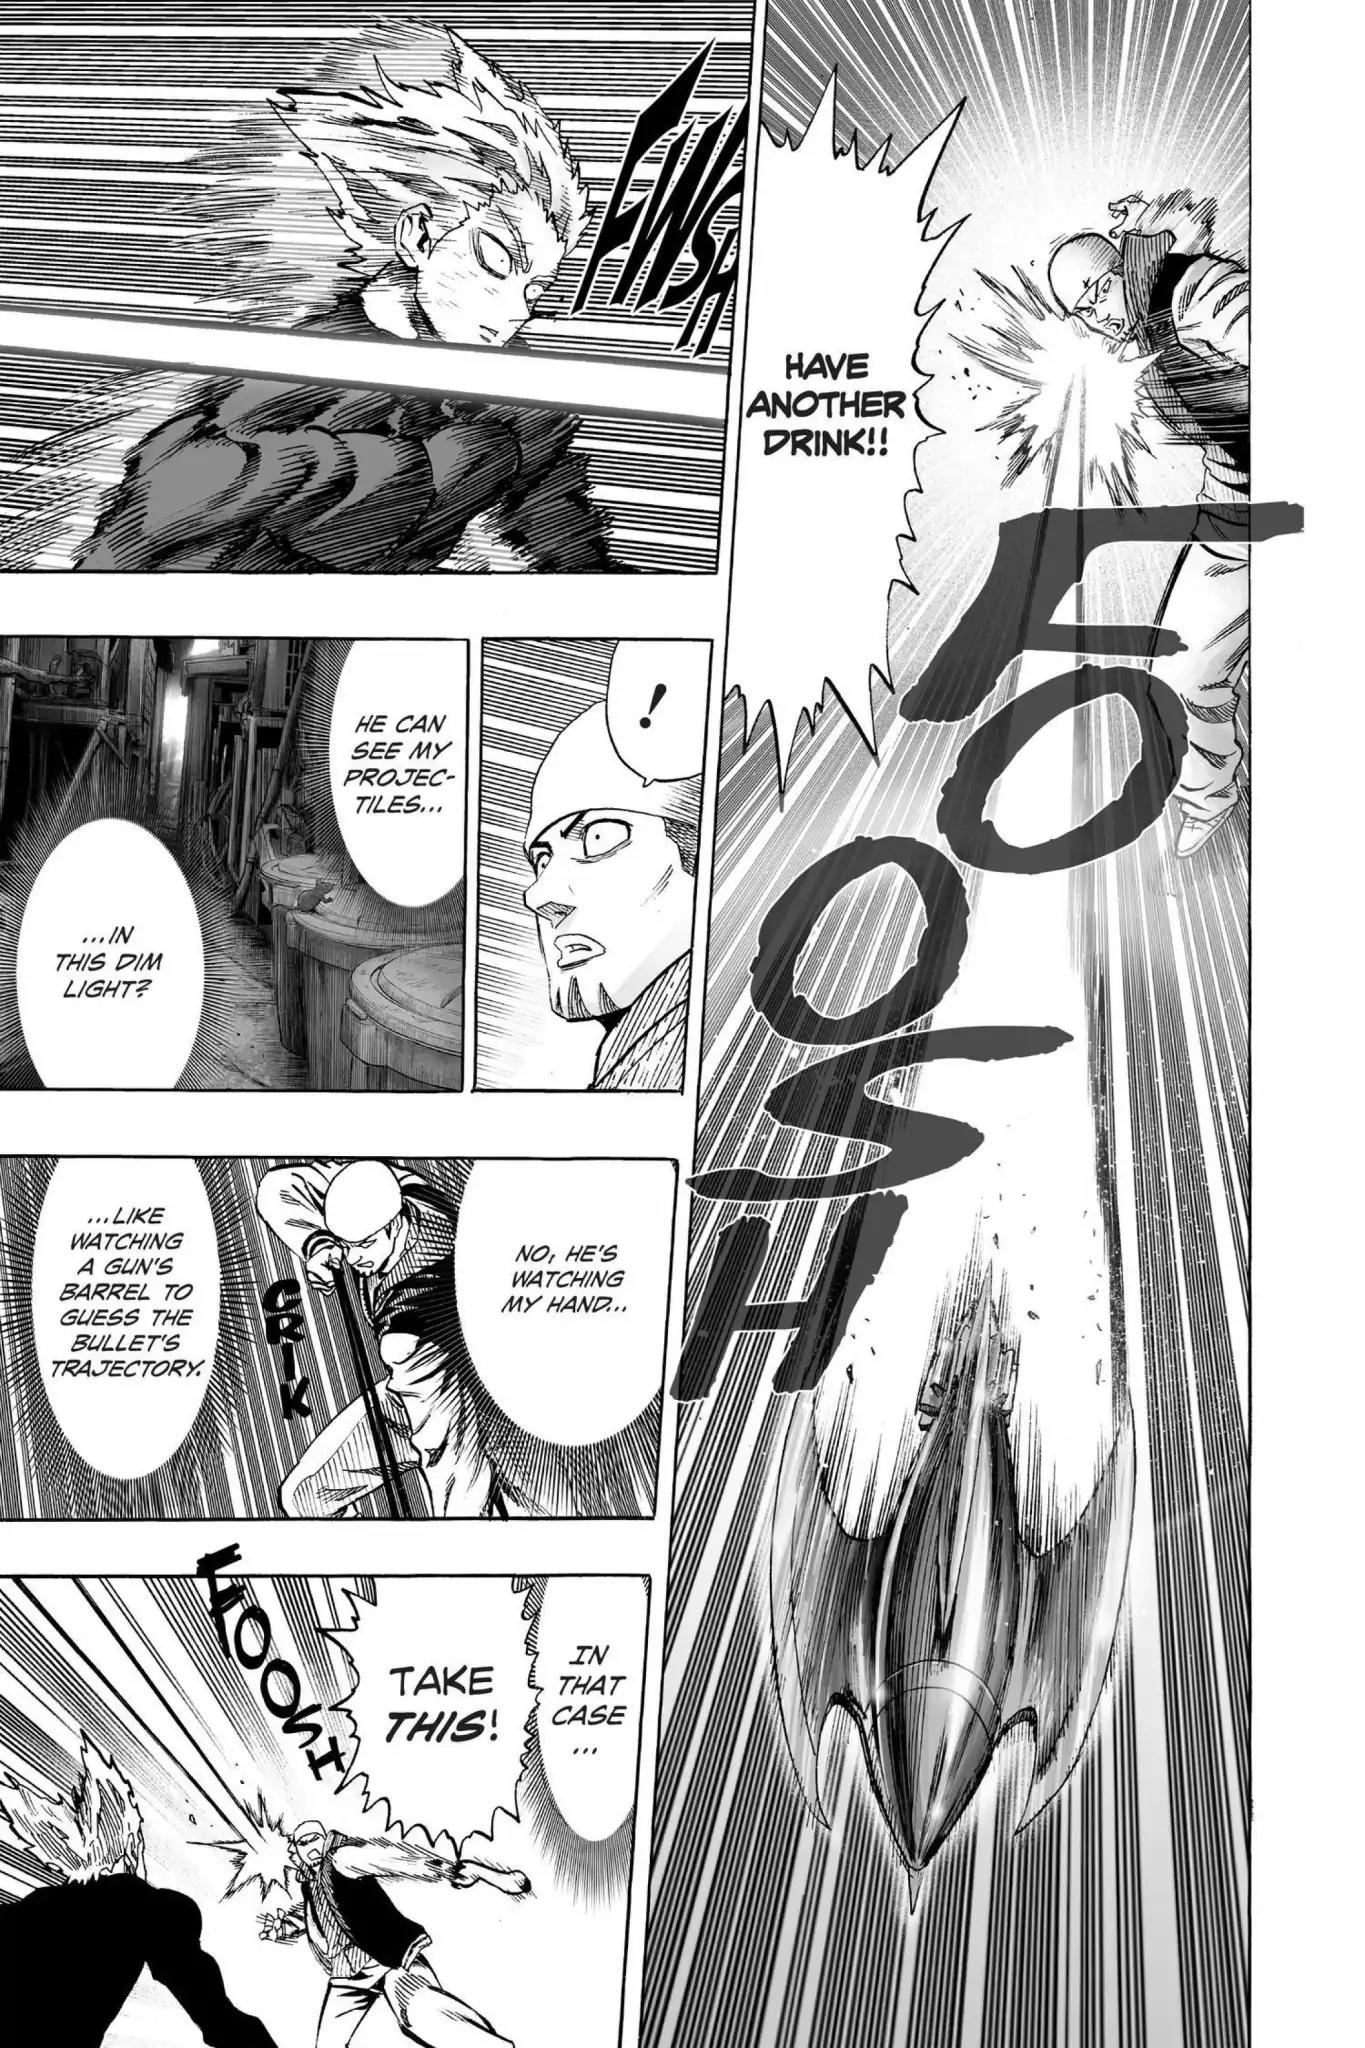 HAVE
ANOTHER
DRINK!!
FOOSH
FWSH
!
HE CAN
SEE MY
PROJEC-
TILES...
...IN
THIS DIM
LIGHT?
NO, HE'S
WATCHING
MY HAND...
CRIK
...LIKE
WATCHING
A GUN'S
BARREL TO
GUESS THE
BULLET'S
TRAJECTORY.
IN
THAT
CASE
...
TAKE
THIS!
FOOSH